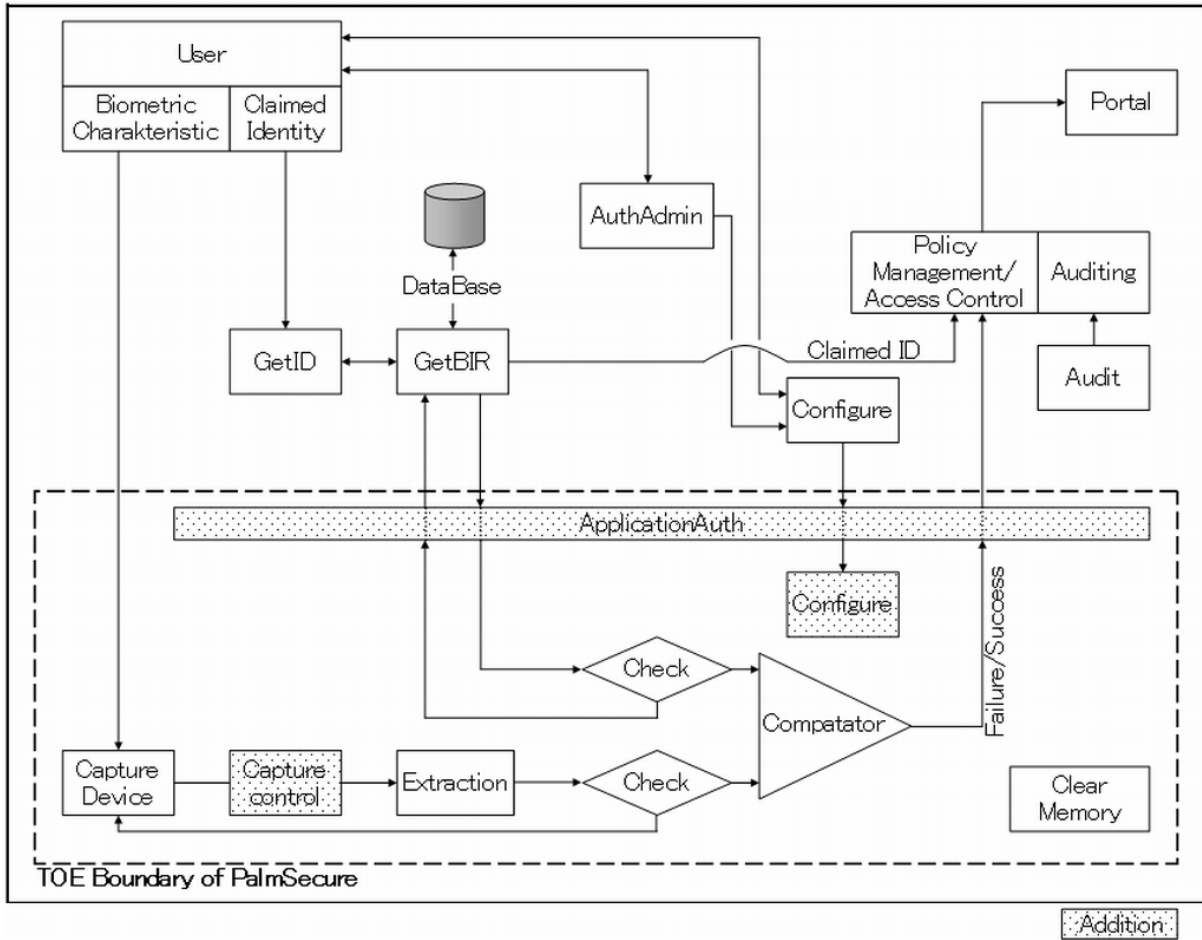 User
Biometric
Charakteristic
Claimed
Identity
Portal
AuthAdmin
Policy
Management/
Access Control
Auditing
DataBase
GetID
GetBIR
Claimed ID
Audit
Configure
ApplicationAuth
Configure
Failure/Success
Check
Compatator
Capture
Device
Capture
control
Extraction
Check
Clear
Memory
TOE Boundary of PalmSecure
Addition